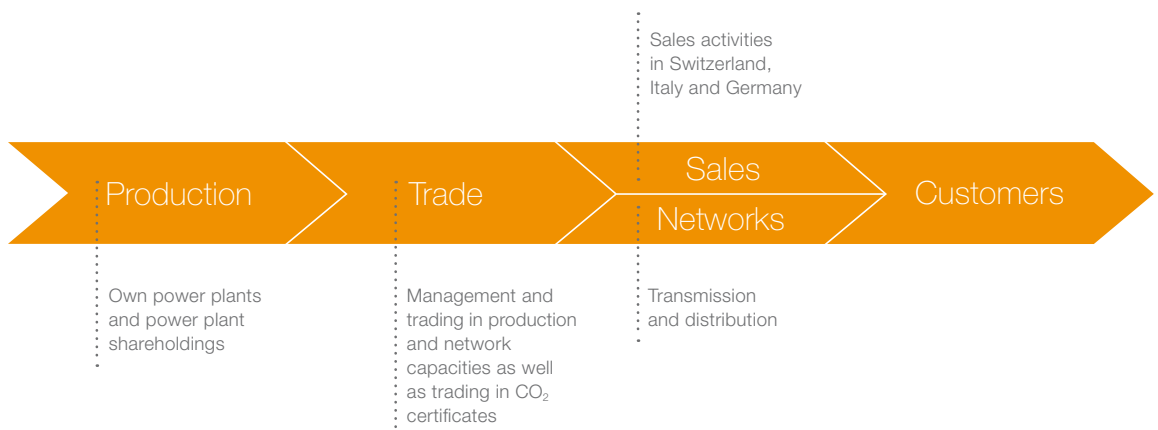 Sales activities
in Switzerland,
Italy and Germany
Production
Trade
Sales
Networks
Customers
Own power plants
and power plant
shareholdings
Management and
trading in production
and network
capacities as well
as trading in CO₂
certificates
Transmission
and distribution